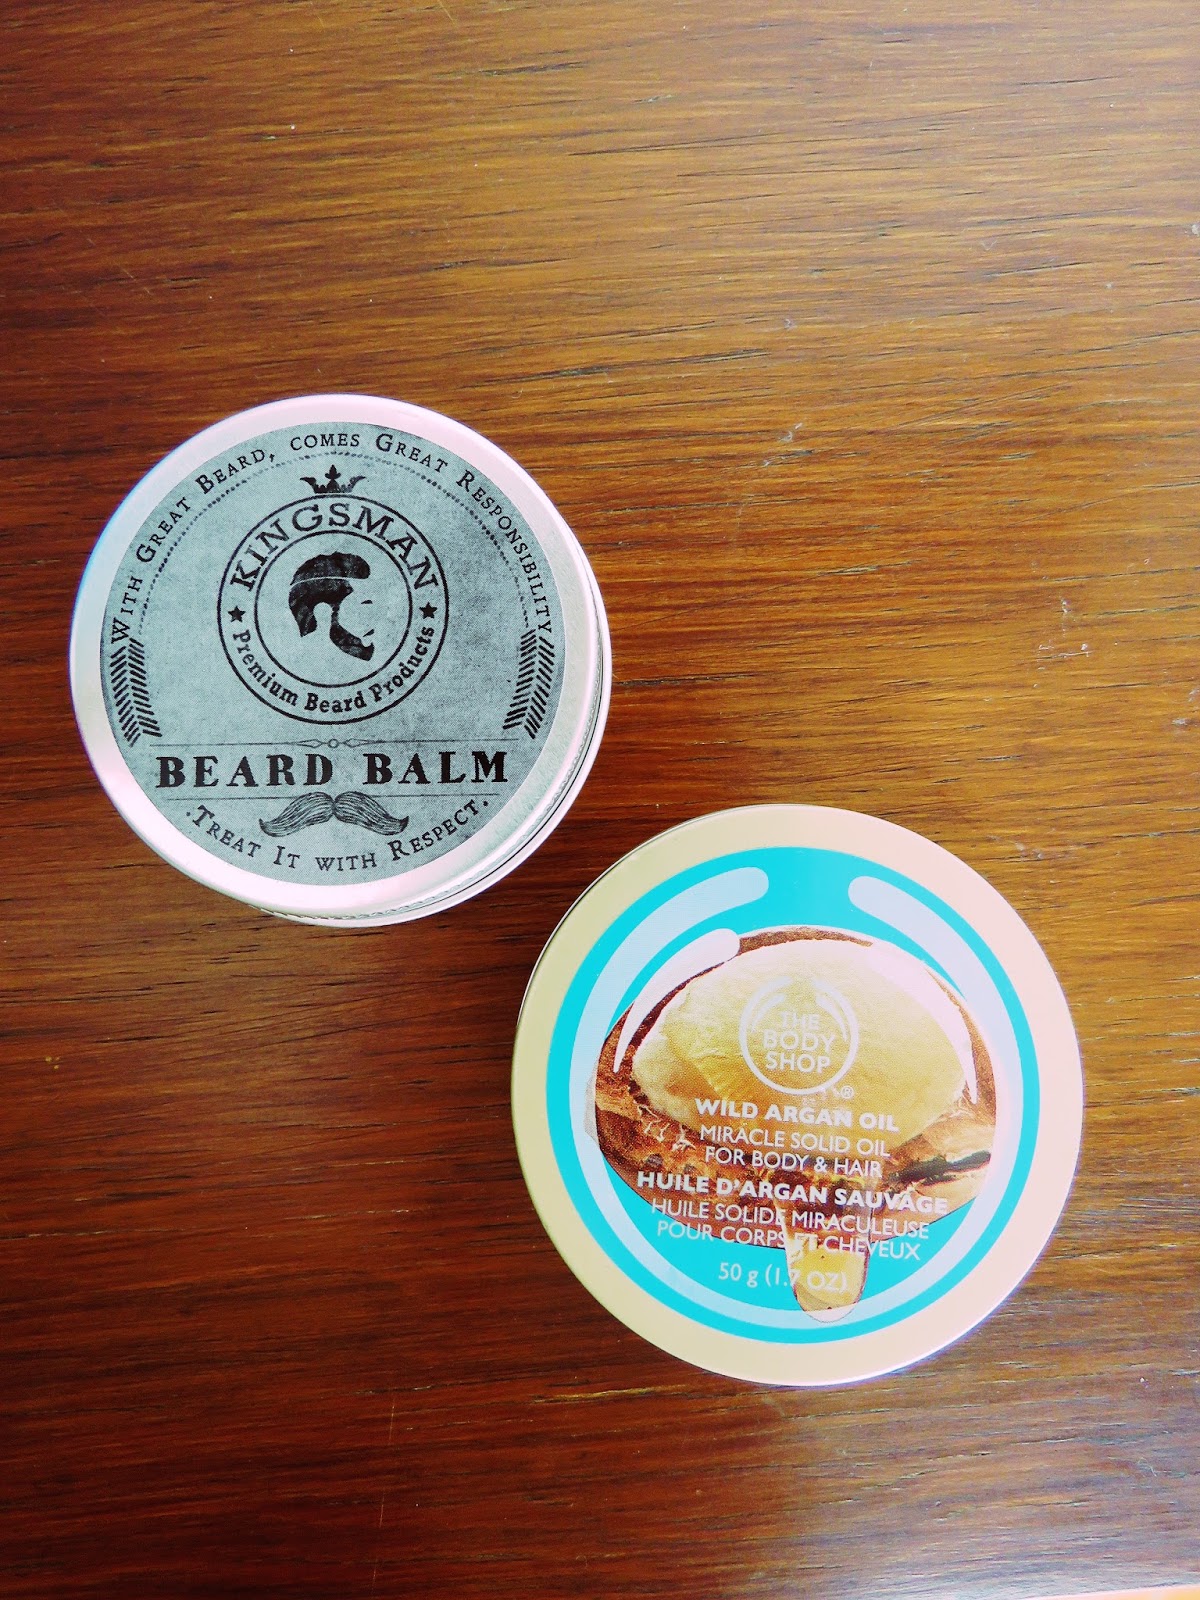 With Great Beard, comes Great Responsibility
KINGSMAN
Premium Beard Products
BEARD BALM
.Treat It with Respect.
THE
BODY
SHOP
®
WILD ARGAN OIL
MIRACLE SOLID OIL
FOR BODY & HAIR
HUILE D'ARGAN SAUVAGE
HUILE SOLIDE MIRACULEUSE
POUR CORPS ET CHEVEUX
50 g (1.7 OZ)